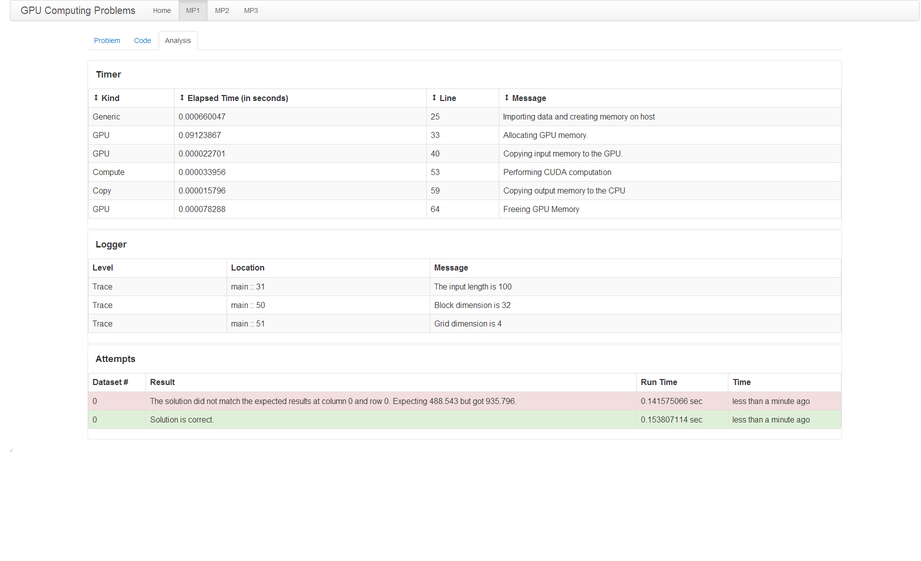 GPU Computing Problems Home MP1 MP2 MP3
Problem Code Analysis
Timer
Kind Elapsed Time (in seconds) Line Message
Generic 0.000660047 25 Importing data and creating memory on host
GPU 0.09123867 33 Allocating GPU memory.
GPU 0.000022701 40 Copying input memory to the GPU.
Compute 0.000033956 53 Performing CUDA computation
Copy 0.000015796 59 Copying output memory to the CPU
GPU 0.000078288 64 Freeing GPU Memory
Logger
Level Location Message
Trace main :: 31 The input length is 100
Trace main :: 50 Block dimension is 32
Trace main :: 51 Grid dimension is 4
Attempts
Dataset # Result Run Time Time
0 The solution did not match the expected results at column 0 and row 0. Expecting 488.543 but got 935.796. 0.141575066 sec less than a minute ago
0 Solution is correct. 0.153807114 sec less than a minute ago